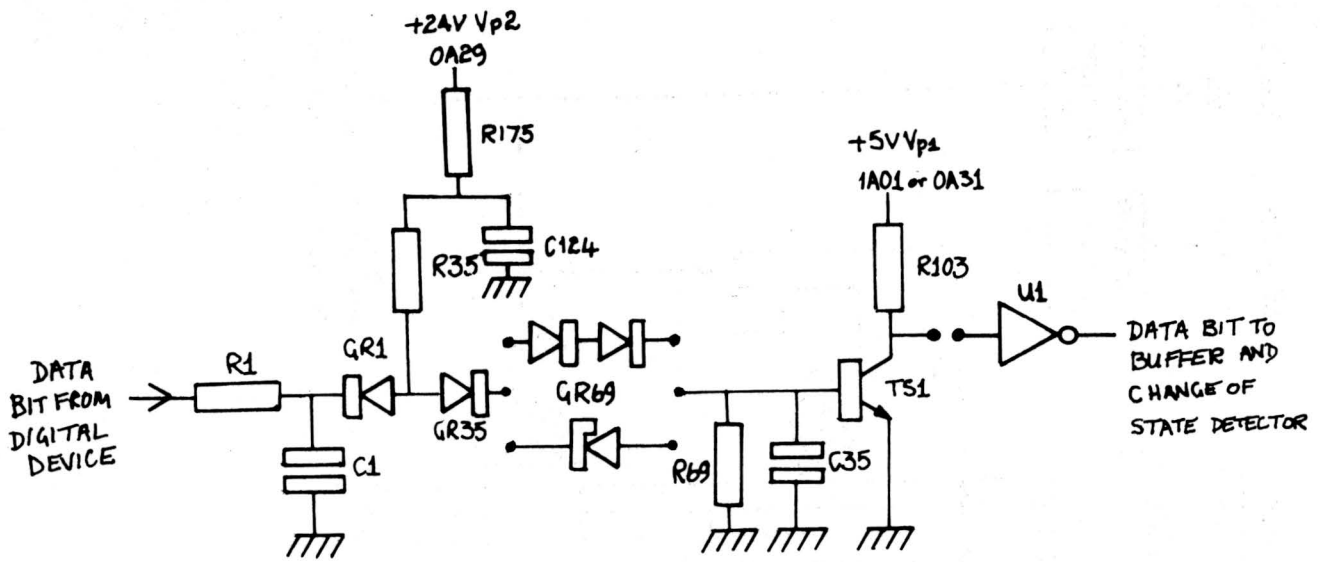 +24V Vp2
0A29
R175
R35
C124
+5V Vp1
1A01 or 0A31
R103
U1
DATA
BIT FROM
DIGITAL
DEVICE
R1
GR1
GR35
GR69
C1
R69
C35
TS1
DATA BIT TO
BUFFER AND
CHANGE OF
STATE DETECTOR